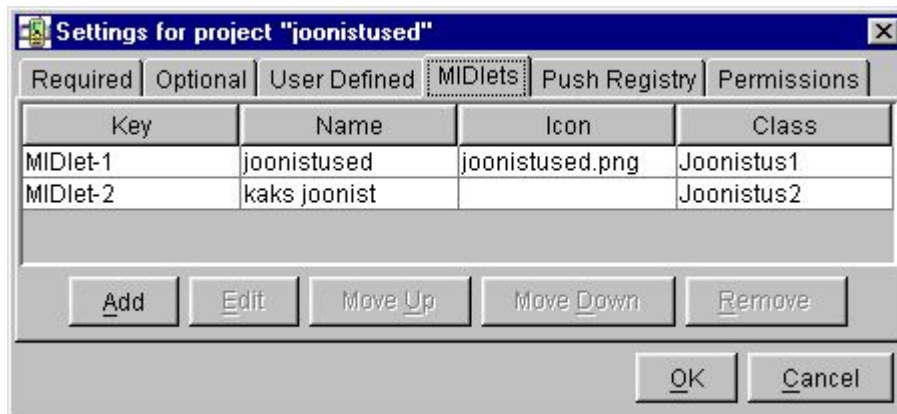 Settings for project "joonistused"
Required Optional User Defined MIDlets Push Registry Permissions
Key Name Icon Class
MIDlet-1 joonistused joonistused.png Joonistus1
MIDlet-2 kaks joonist Joonistus2
Add Edit Move Up Move Down Remove
OK Cancel